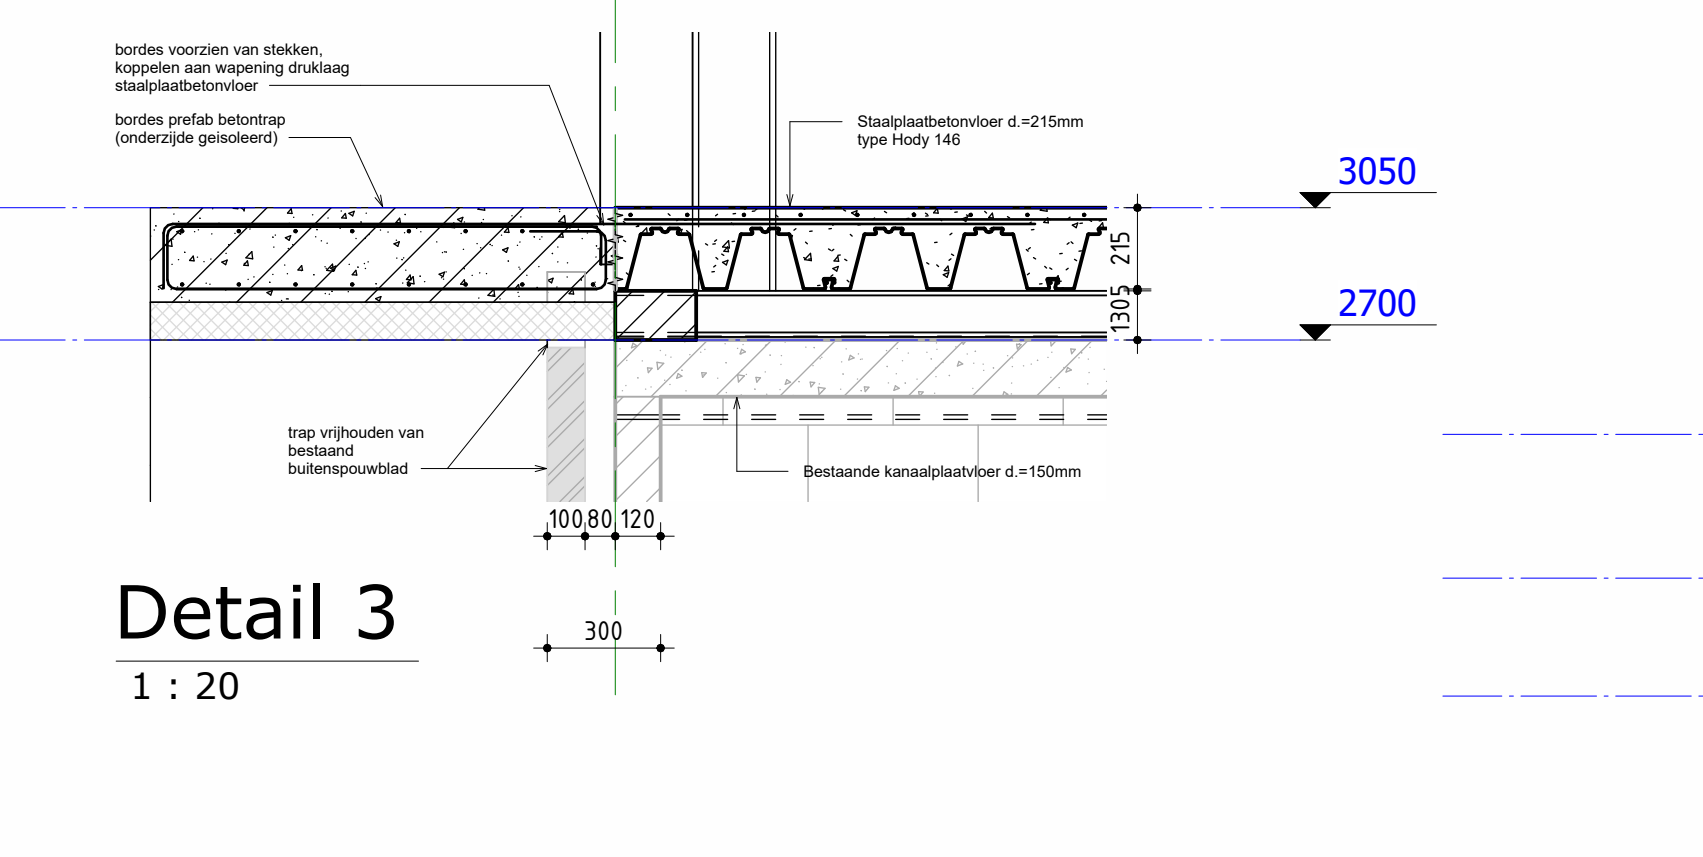 bordes voorzien van stekken,
koppelen aan wapening druklaag
staalplaatbetonvloer
bordes prefab betontrap
(onderzijde geisoleerd)
Staalplaatbetonvloer d.=215mm
type Hody 146
3050
215
2700
5
130
trap vrijhouden van
bestaand
buitenspouwblad
Bestaande kanaalplaatvloer d.=150mm
100 80 120
300
Detail 3
1 : 20